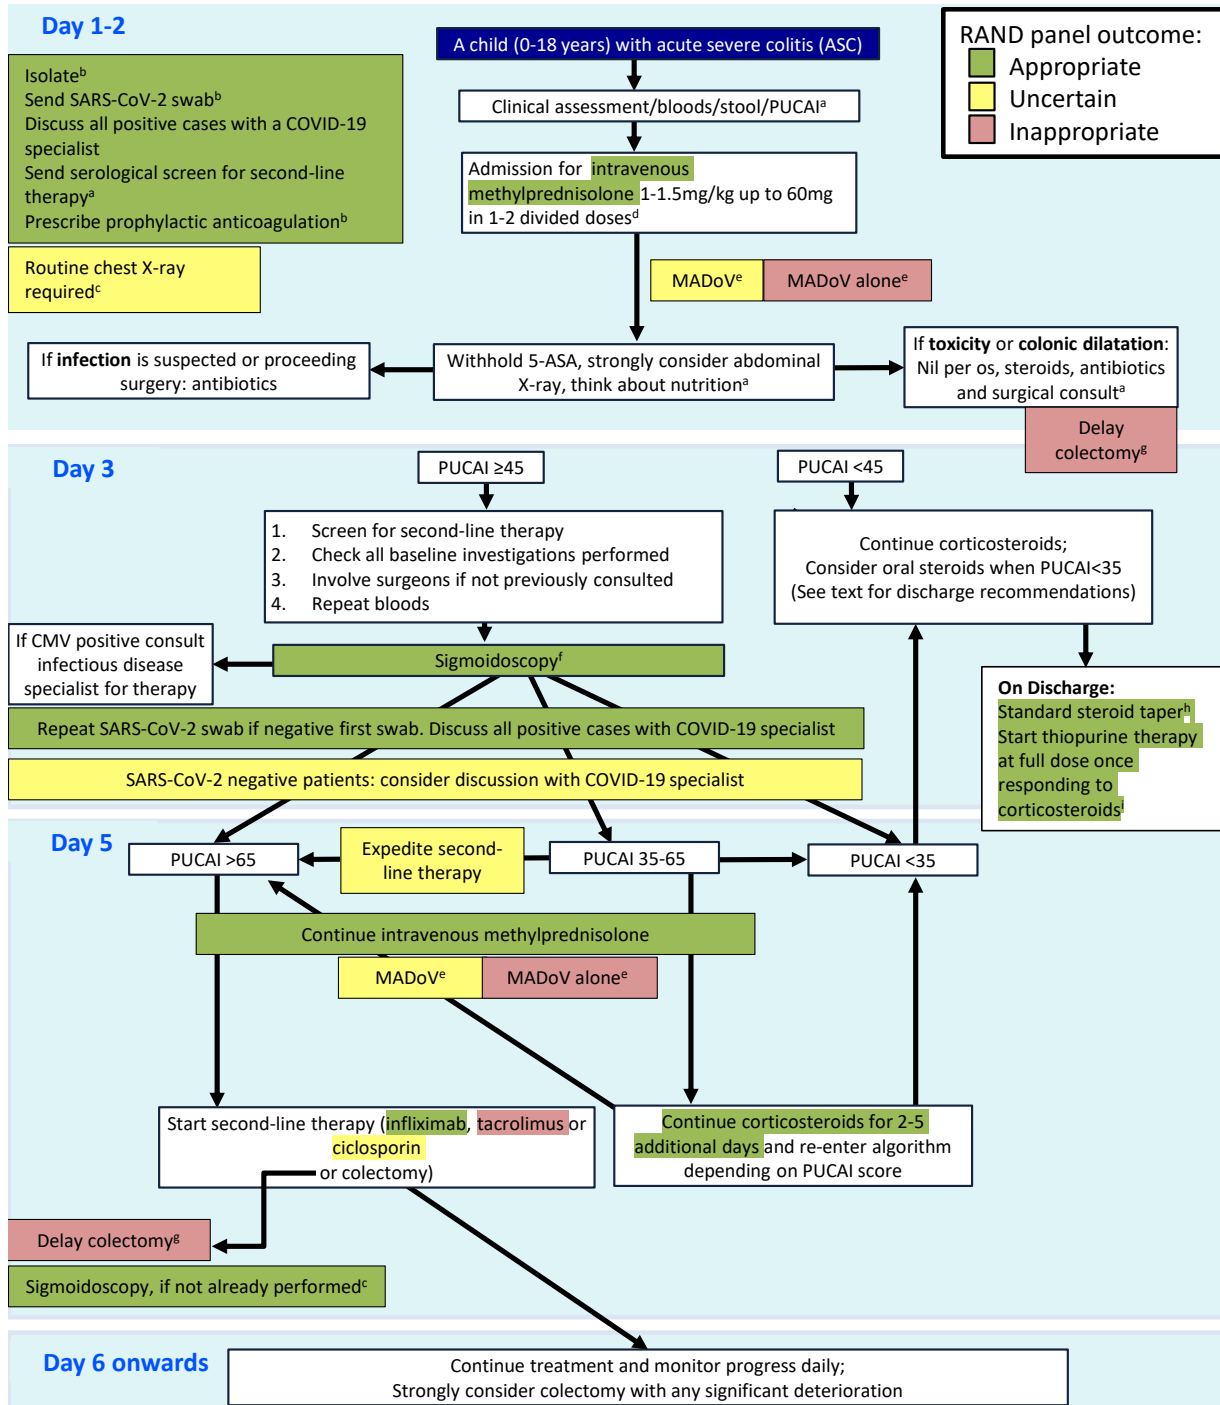 Day 1-2
A child (0-18 years) with acute severe colitis (ASC)
RAND panel outcome:
Appropriate
Uncertain
Inappropriate
Isolateᵇ
Send SARS-CoV-2 swabᵇ
Discuss all positive cases with a COVID-19
specialist
Send serological screen for second-line
therapyᵃ
Prescribe prophylactic anticoagulationᵇ
Routine chest X-ray
requiredᶜ
Clinical assessment/bloods/stool/PUCAIᵃ
Admission for intravenous
methylprednisolone 1-1.5mg/kg up to 60mg
in 1-2 divided dosesᵈ
MADoVᵉ
MADoV aloneᵉ
If infection is suspected or proceeding
surgery: antibiotics
Withhold 5-ASA, strongly consider abdominal
X-ray, think about nutritionᵃ
If toxicity or colonic dilatation:
Nil per os, steroids, antibiotics
and surgical consultᵃ
Delay
colectomyᵍ
Day 3
PUCAI ≥45
PUCAI <45
1. Screen for second-line therapy
2. Check all baseline investigations performed
3. Involve surgeons if not previously consulted
4. Repeat bloods
Continue corticosteroids;
Consider oral steroids when PUCAI<35
(See text for discharge recommendations)
If CMV positive consult
infectious disease
specialist for therapy
Sigmoidoscopyᶠ
Repeat SARS-CoV-2 swab if negative first swab. Discuss all positive cases with COVID-19 specialist
SARS-CoV-2 negative patients: consider discussion with COVID-19 specialist
On Discharge:
Standard steroid taperʰ
Start thiopurine therapy
at full dose once
responding to
corticosteroidsⁱ
Day 5
PUCAI >65
Expedite second-
line therapy
PUCAI 35-65
PUCAI <35
Continue intravenous methylprednisolone
MADoVᵉ
MADoV aloneᵉ
Start second-line therapy (infliximab, tacrolimus or
ciclosporin
or colectomy)
Continue corticosteroids for 2-5
additional days and re-enter algorithm
depending on PUCAI score
Delay colectomyᵍ
Sigmoidoscopy, if not already performedᶜ
Day 6 onwards
Continue treatment and monitor progress daily;
Strongly consider colectomy with any significant deterioration